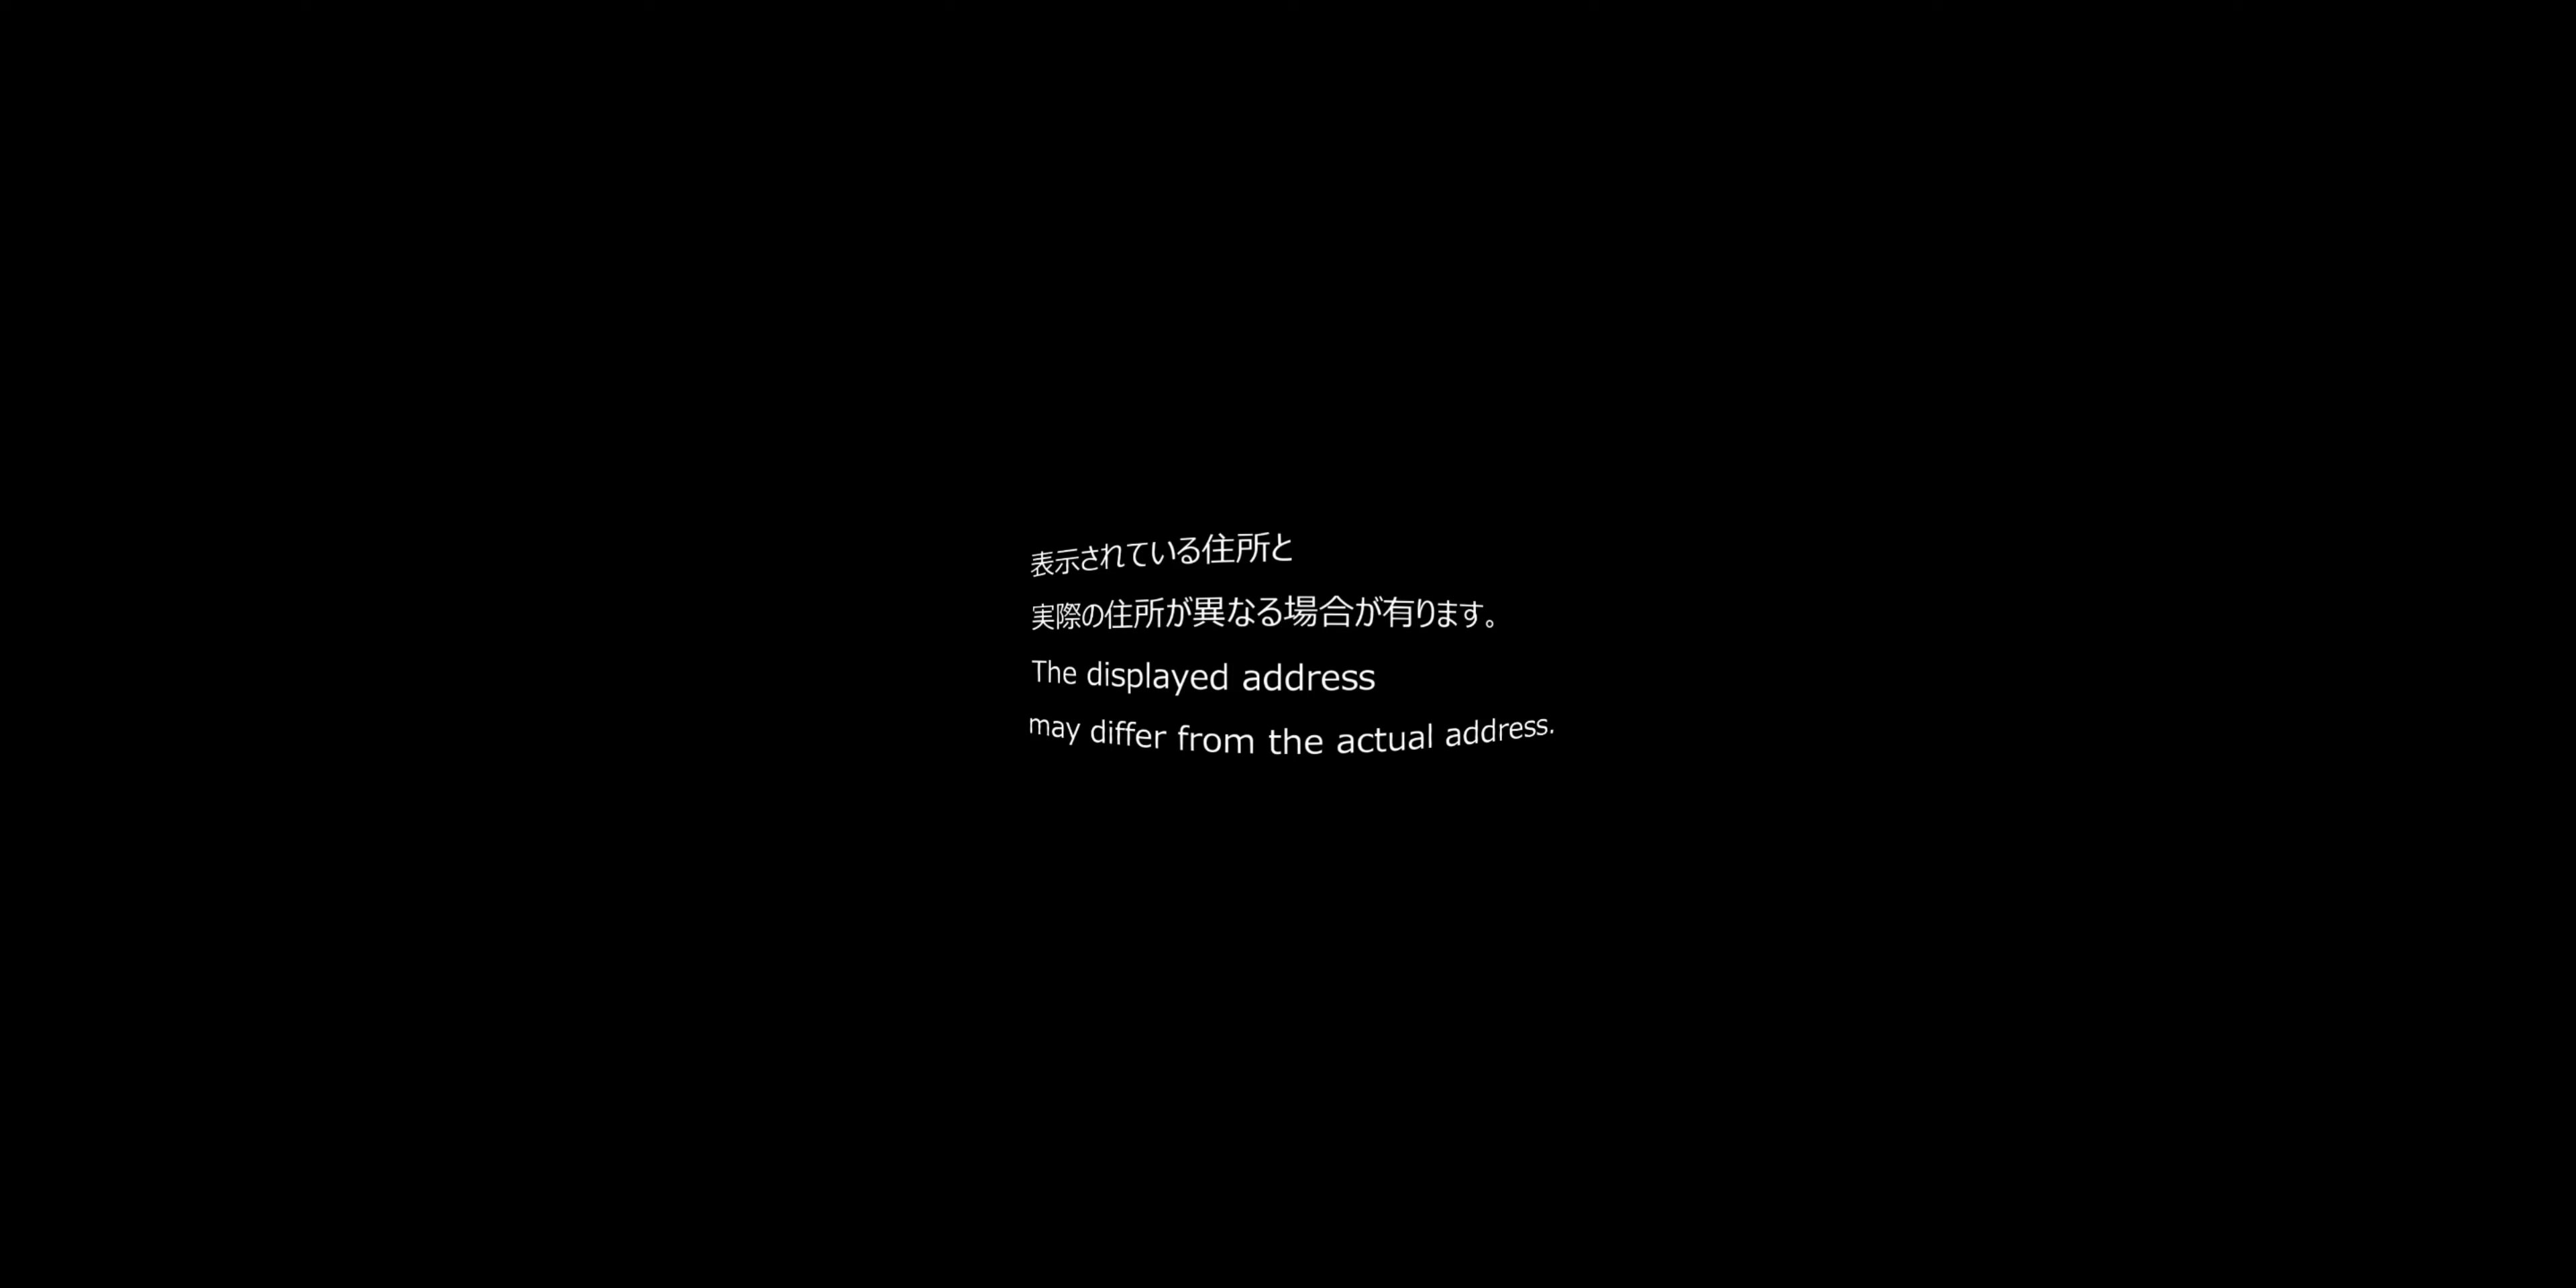 表示されている住所と
実際の住所が異なる場合が有ります。
The displayed address
may differ from the actual address.